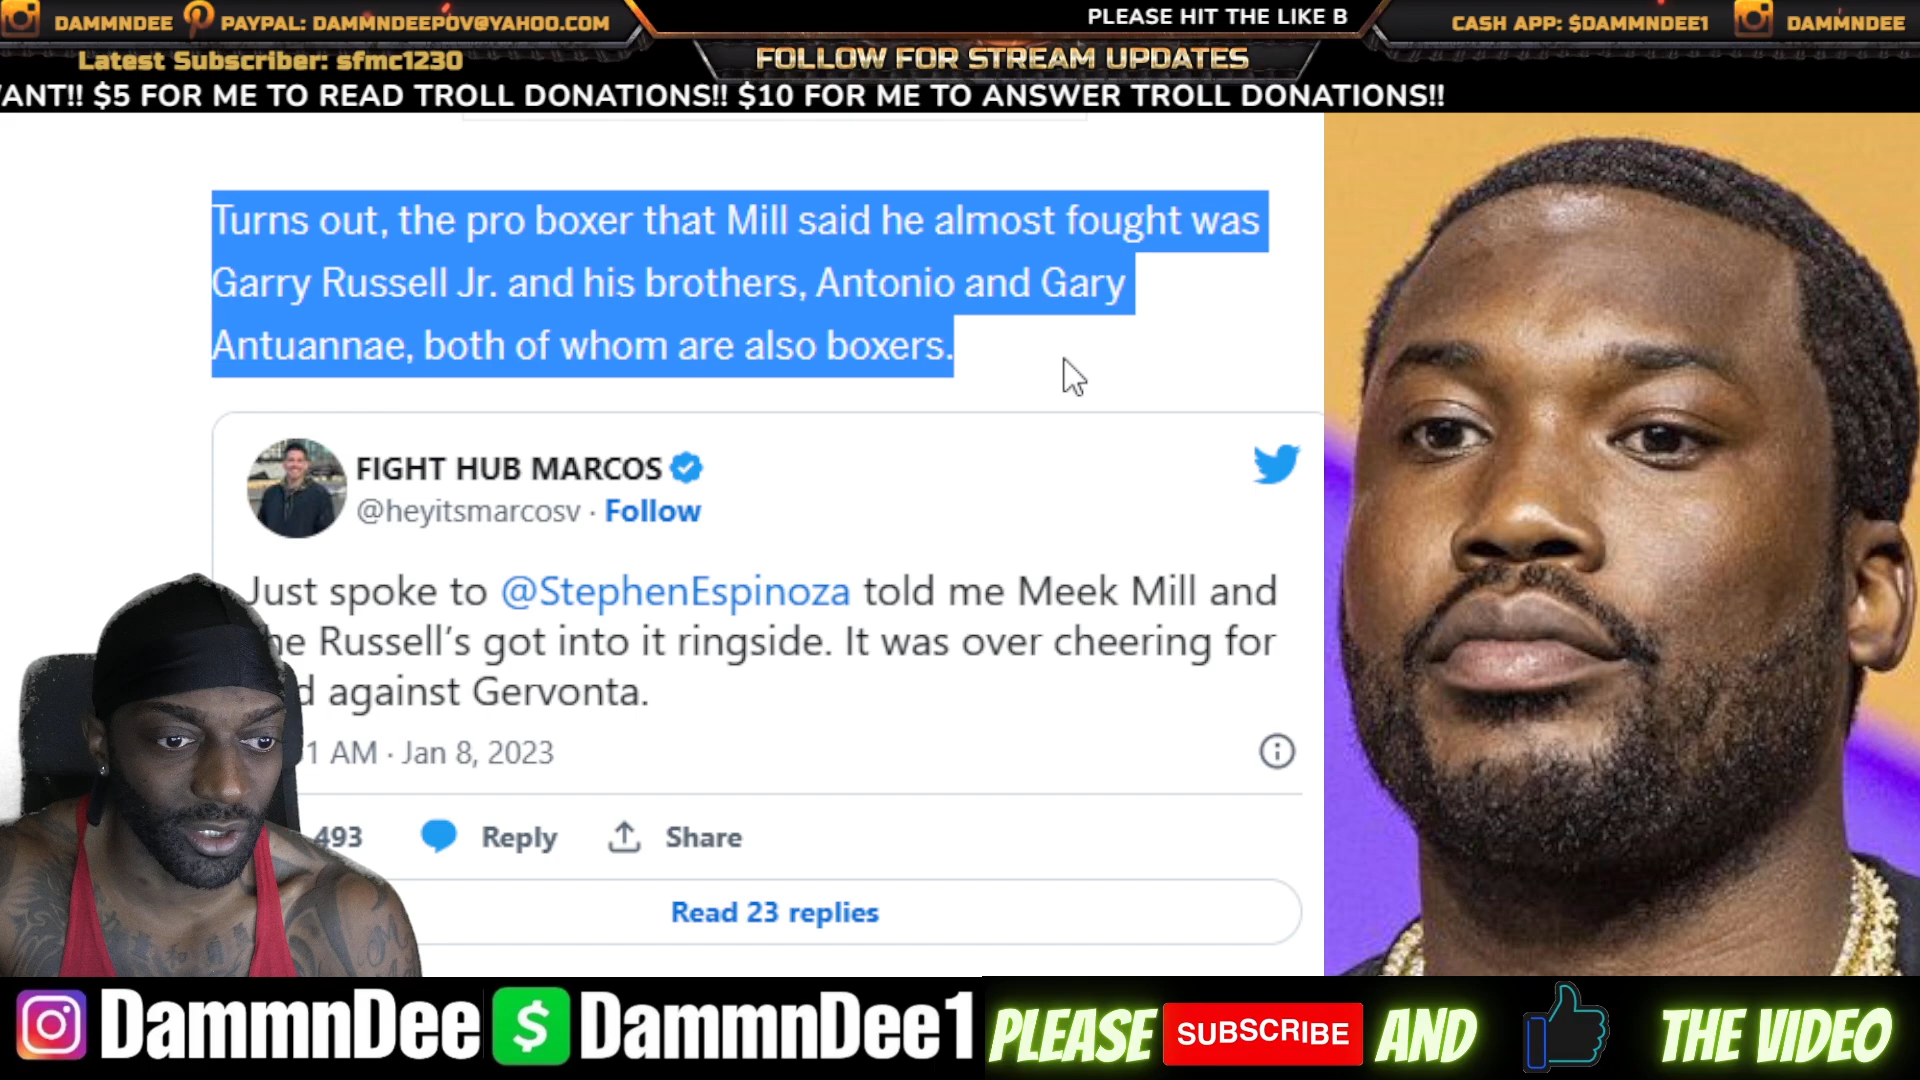 DAMMNDEE PAYPAL: DAMMNDEEPOV@YAHOO.COM
PLEASE HIT THE LIKE B
CASH APP: $DAMMNDEE1 DAMMNDEE
Latest Subscriber: sfmc1230
FOLLOW FOR STREAM UPDATES
ANT!! $5 FOR ME TO READ TROLL DONATIONS!! $10 FOR ME TO ANSWER TROLL DONATIONS!!
Turns out, the pro boxer that Mill said he almost fought was
Garry Russell Jr. and his brothers, Antonio and Gary
Antuannae, both of whom are also boxers.
FIGHT HUB MARCOS
@heyitsmarcosv · Follow
Just spoke to @StephenEspinoza told me Meek Mill and
he Russell's got into it ringside. It was over cheering for
d against Gervonta.
1 AM · Jan 8, 2023
493 Reply Share
Read 23 replies
DammnDee $ DammnDee1 PLEASE SUBSCRIBE AND THE VIDEO